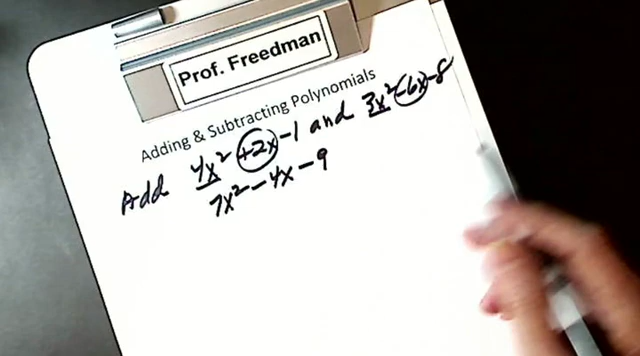 Prof. Freedman
Adding & Subtracting Polynomials
Add 4x² +2x -1 and 3x² -6x -8
7x² - 4x - 9